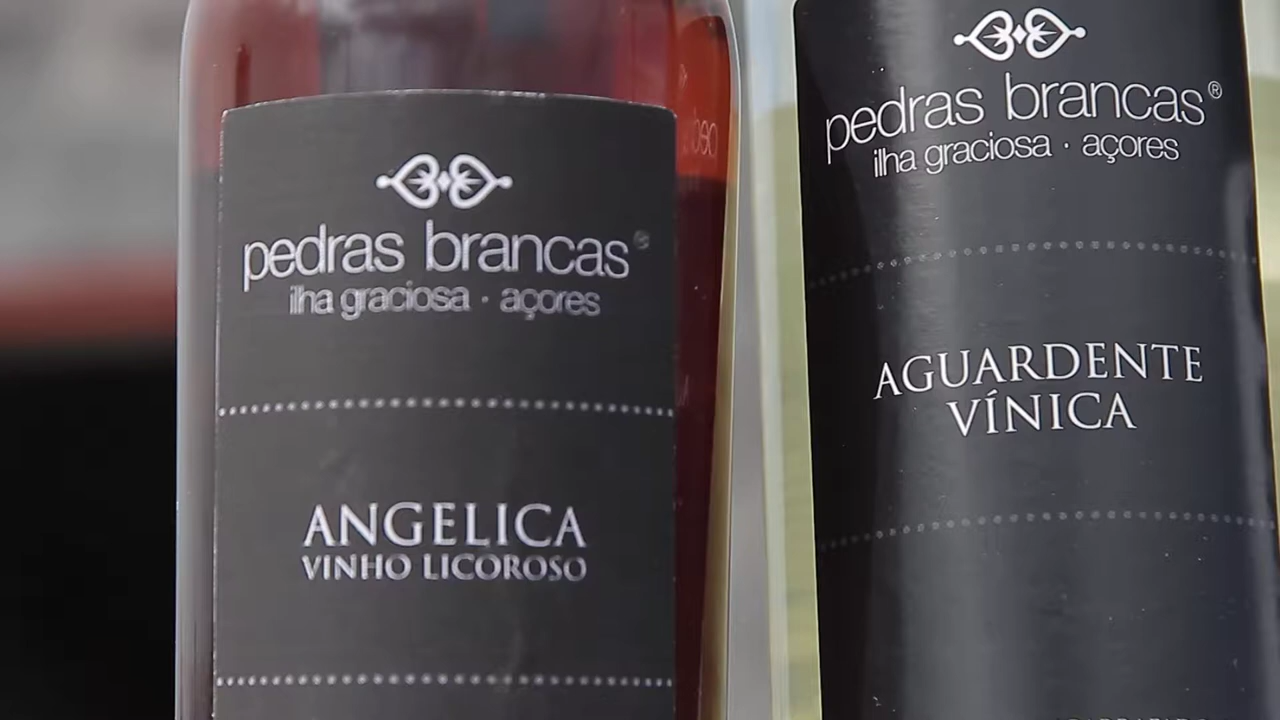 pedras brancas®
ilha graciosa · açores
ANGELICA
VINHO LICOROSO
pedras brancas®
ilha graciosa · açores
AGUARDENTE
VÍNICA